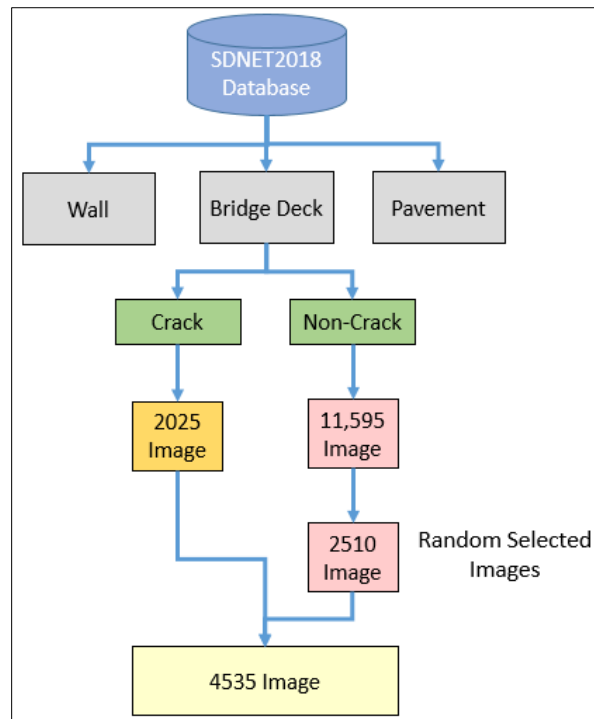 SDNET2018
Database
Wall
Bridge Deck
Pavement
Crack
Non-Crack
2025
Image
11,595
Image
2510
Image
Random Selected
Images
4535 Image